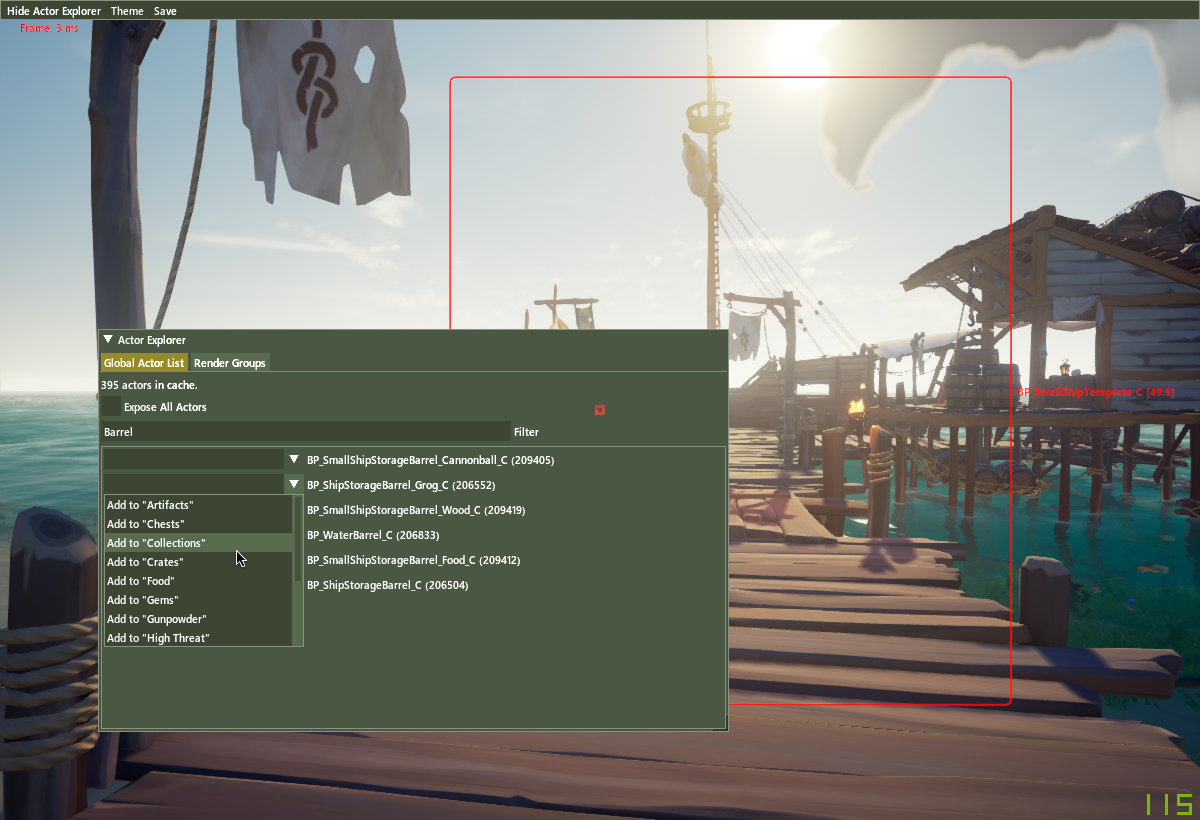 Hide Actor Explorer Theme Save
Frame: 3 ms
Actor Explorer
Global Actor List Render Groups
395 actors in cache.
Expose All Actors
BP_SmallShipTemplate_C [49.5]
Barrel Filter
BP_SmallShipStorageBarrel_Cannonball_C (209405)
BP_ShipStorageBarrel_Grog_C (206552)
BP_SmallShipStorageBarrel_Wood_C (209419)
BP_WaterBarrel_C (206833)
BP_SmallShipStorageBarrel_Food_C (209412)
BP_ShipStorageBarrel_C (206504)
Add to "Artifacts"
Add to "Chests"
Add to "Collections"
Add to "Crates"
Add to "Food"
Add to "Gems"
Add to "Gunpowder"
Add to "High Threat"
115